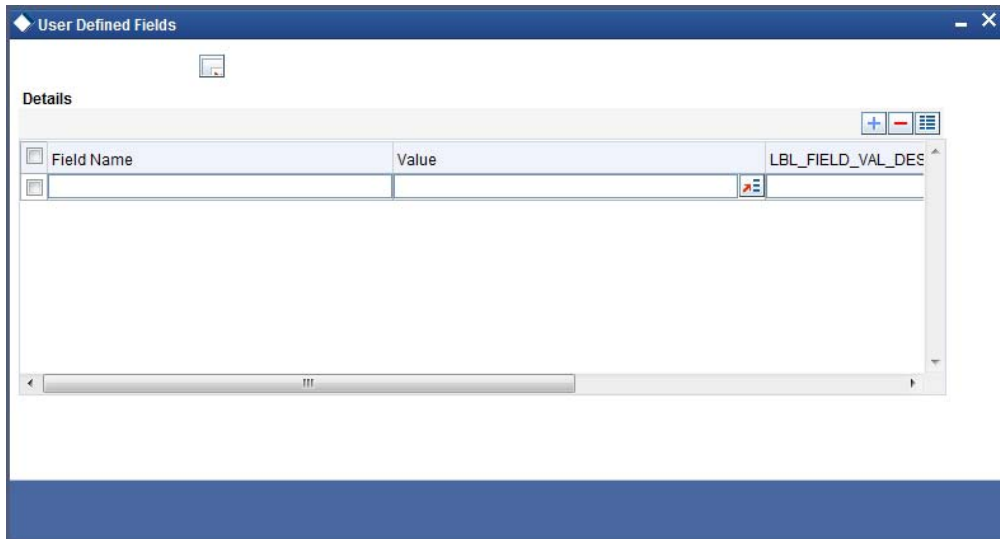 User Defined Fields
Details
Field Name Value LBL_FIELD_VAL_DES